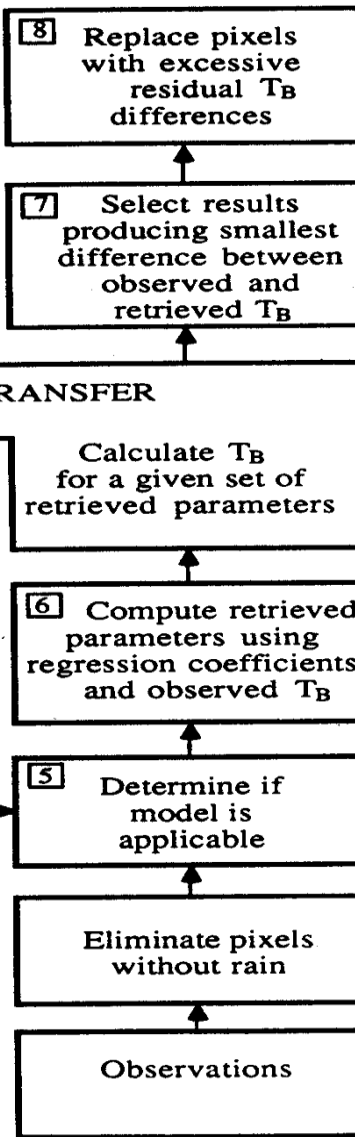 8 Replace pixels
with excessive
residual TB
differences
7 Select results
producing smallest
difference between
observed and
retrieved TB
RANSFER
Calculate TB
for a given set of
retrieved parameters
6 Compute retrieved
parameters using
regression coefficients
and observed TB
5 Determine if
model is
applicable
Eliminate pixels
without rain
Observations